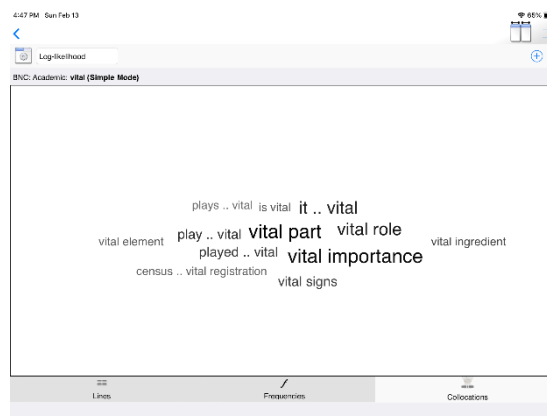 4:47 PM Sun Feb 13 65%
Log-likelihood
BNC: Academic: vital (Simple Mode)
plays .. vital is vital it .. vital
vital element play .. vital vital part vital role vital ingredient
played .. vital vital importance
census .. vital registration vital signs
Lines Frequencies Collocations